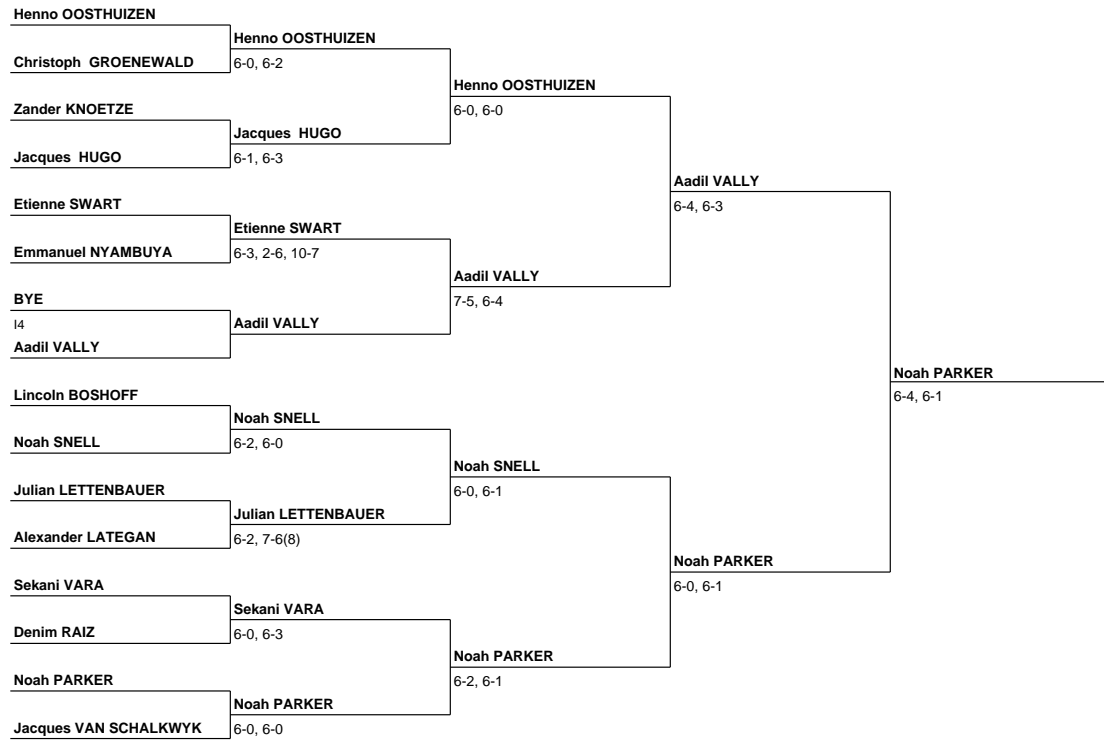 Henno OOSTHUIZEN
Henno OOSTHUIZEN
Christoph GROENEWALD
6-0, 6-2
Henno OOSTHUIZEN
Zander KNOETZE
6-0, 6-0
Jacques HUGO
Jacques HUGO
6-1, 6-3
Aadil VALLY
Etienne SWART
6-4, 6-3
Etienne SWART
Emmanuel NYAMBUYA
6-3, 2-6, 10-7
Aadil VALLY
BYE
7-5, 6-4
I4
Aadil VALLY
Aadil VALLY
Noah PARKER
Lincoln BOSHOFF
6-4, 6-1
Noah SNELL
Noah SNELL
6-2, 6-0
Noah SNELL
Julian LETTENBAUER
6-0, 6-1
Julian LETTENBAUER
Alexander LATEGAN
6-2, 7-6(8)
Noah PARKER
Sekani VARA
6-0, 6-1
Sekani VARA
Denim RAIZ
6-0, 6-3
Noah PARKER
Noah PARKER
6-2, 6-1
Noah PARKER
Jacques VAN SCHALKWYK
6-0, 6-0